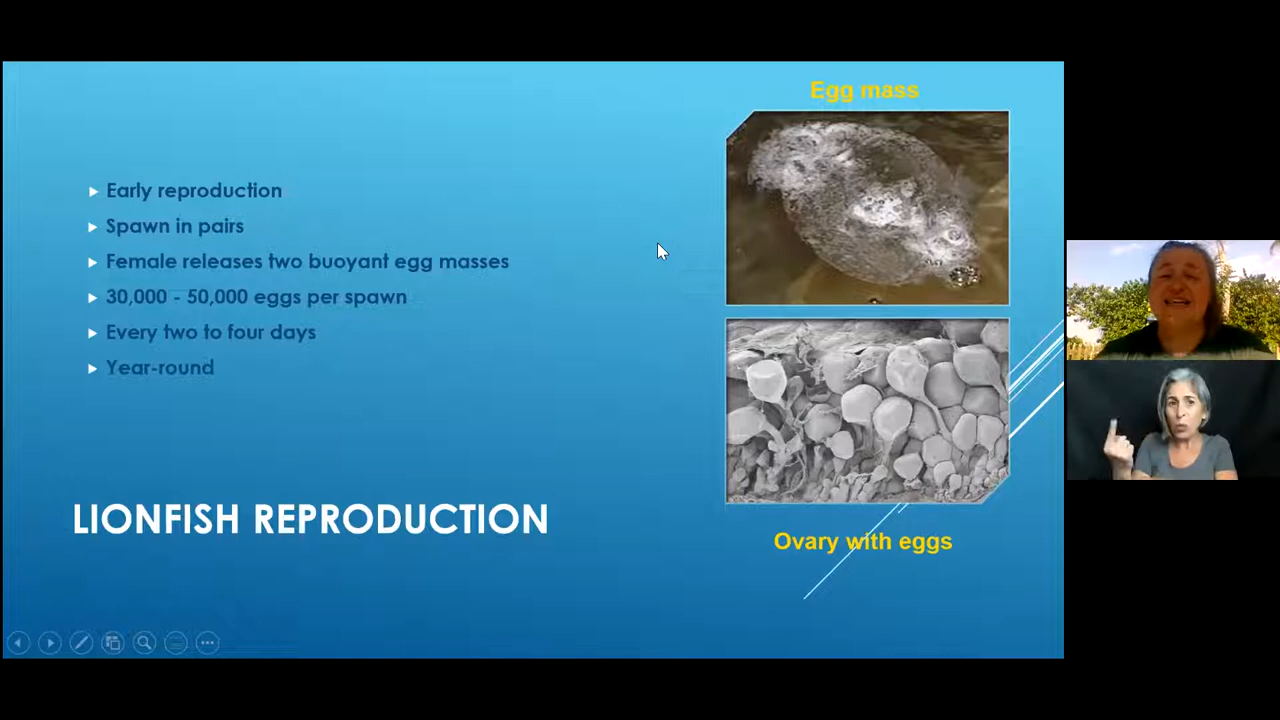 Egg mass
Early reproduction
Spawn in pairs
Female releases two buoyant egg masses
30,000 - 50,000 eggs per spawn
Every two to four days
Year-round
LIONFISH REPRODUCTION
Ovary with eggs